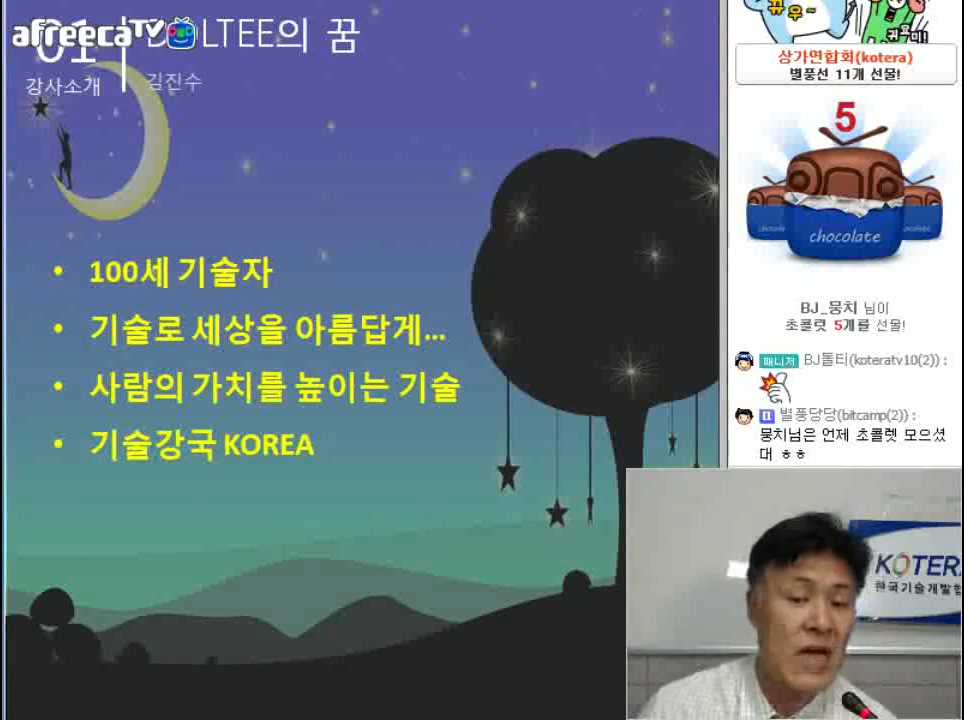 afreecaTV
LTEE의 꿈
강사소개
김진수
• 100세 기술자
• 기술로 세상을 아름답게...
• 사람의 가치를 높이는 기술
• 기술강국 KOREA
뀨우~
귀요미!
상가연합회(kotera)
별풍선 11개 선물!
5
chocolate
BJ_뭉치 님이
초콜릿 5개를 선물!
매니저 BJ돌티(koteratv10(2)) :
별풍당당(bitcamp(2)) :
뭉치님은 언제 초콜렛 모으셨
대 ㅎㅎ
KOTERA
한국기술개발협